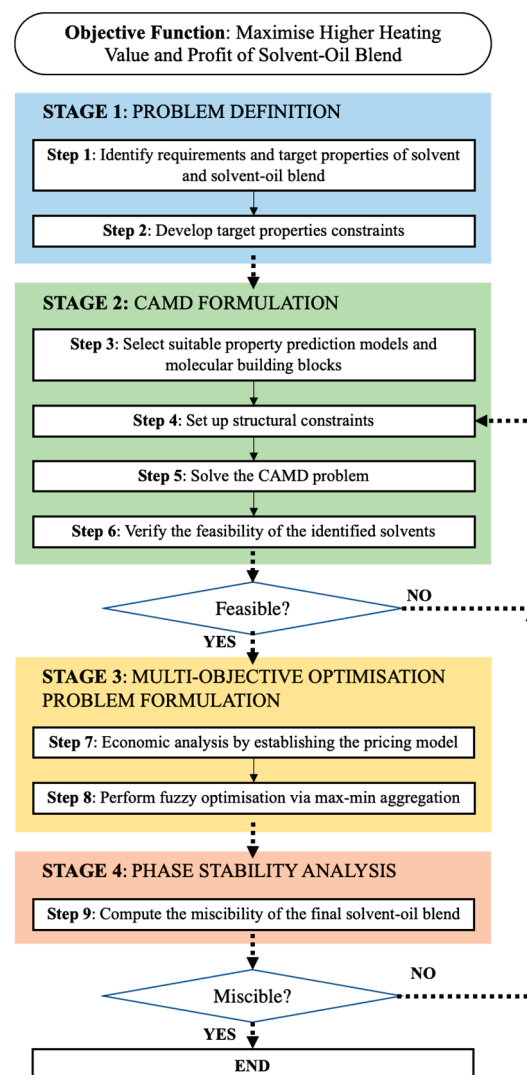 Objective Function: Maximise Higher Heating
Value and Profit of Solvent-Oil Blend
STAGE 1: PROBLEM DEFINITION
Step 1: Identify requirements and target properties of solvent
and solvent-oil blend
Step 2: Develop target properties constraints
STAGE 2: CAMD FORMULATION
Step 3: Select suitable property prediction models and
molecular building blocks
Step 4: Set up structural constraints
Step 5: Solve the CAMD problem
Step 6: Verify the feasibility of the identified solvents
Feasible?
NO
YES
STAGE 3: MULTI-OBJECTIVE OPTIMISATION
PROBLEM FORMULATION
Step 7: Economic analysis by establishing the pricing model
Step 8: Perform fuzzy optimisation via max-min aggregation
STAGE 4: PHASE STABILITY ANALYSIS
Step 9: Compute the miscibility of the final solvent-oil blend
Miscible?
NO
YES
END